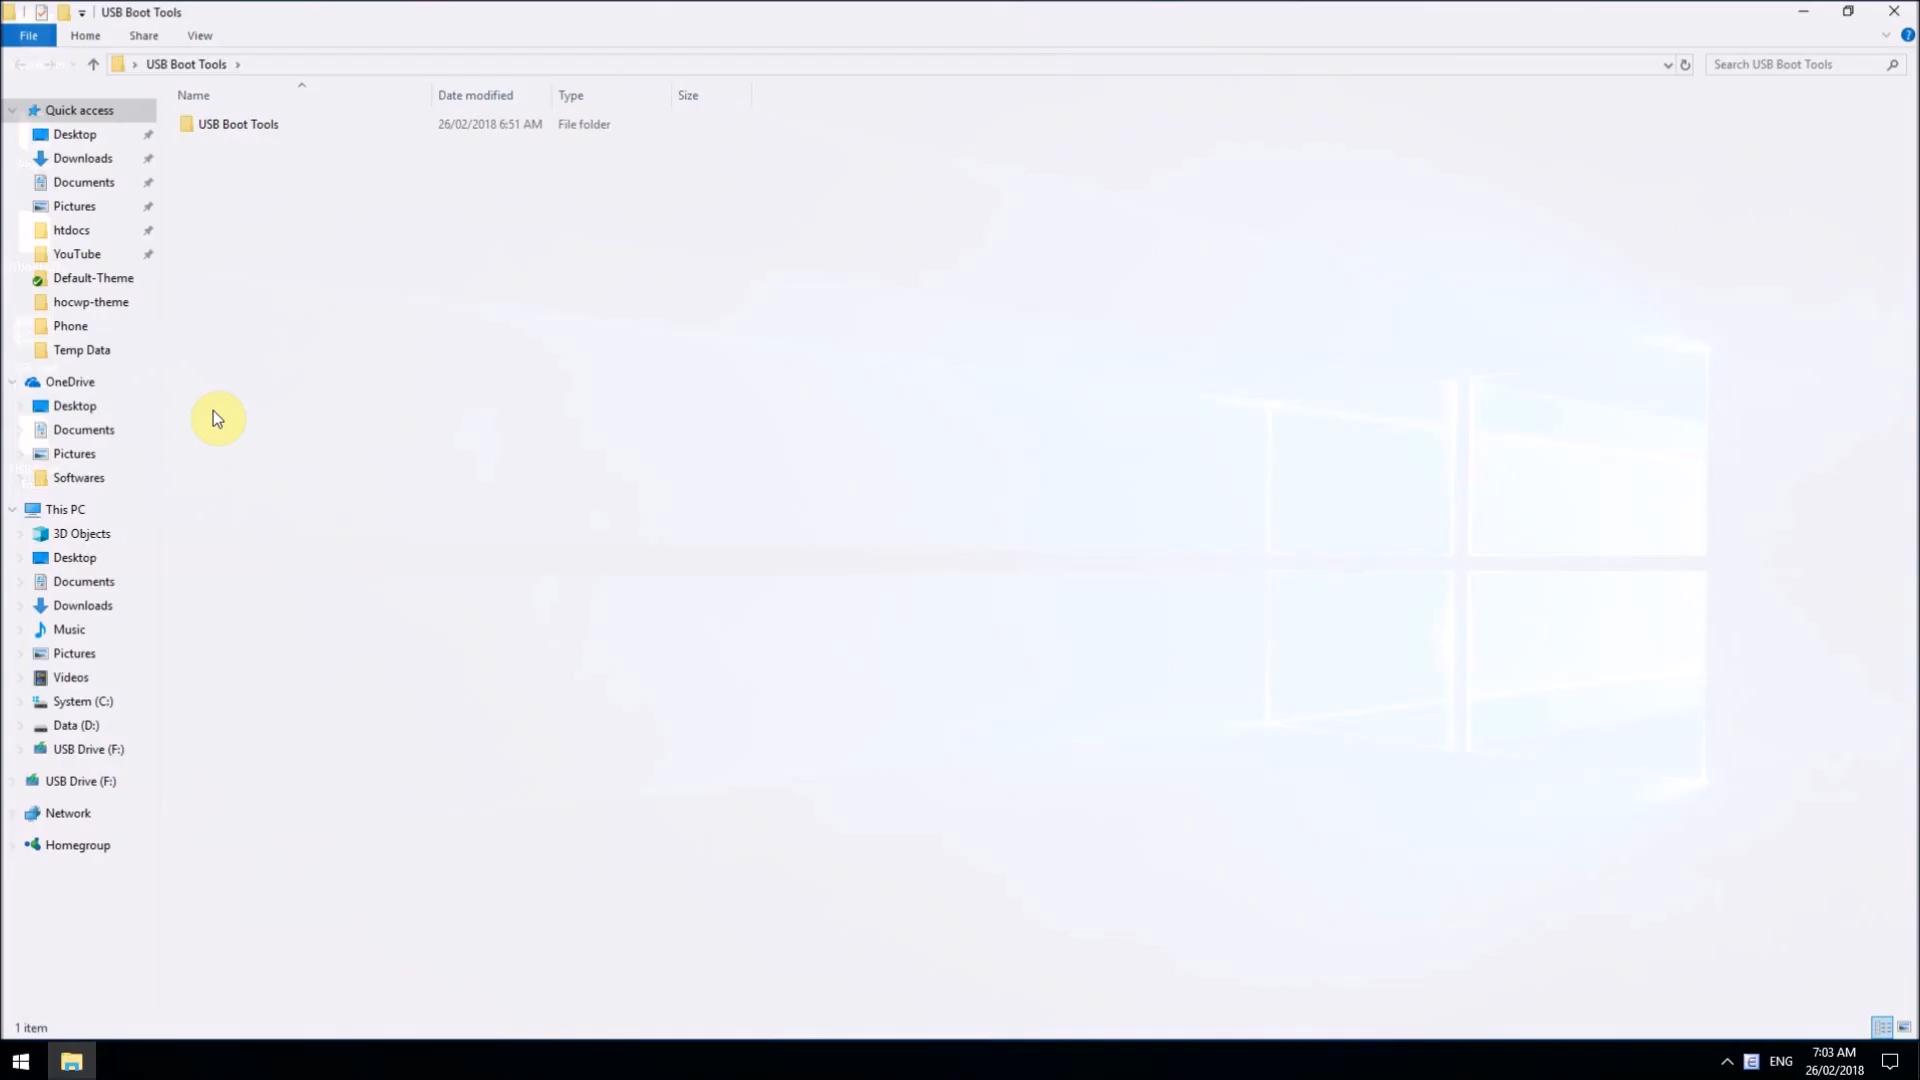 USB Boot Tools
File Home Share View
USB Boot Tools
Search USB Boot Tools
Name Date modified Type Size
USB Boot Tools 26/02/2018 6:51 AM File folder
Quick access
Desktop
Downloads
Documents
Pictures
htdocs
YouTube
Default-Theme
hocwp-theme
Phone
Temp Data
OneDrive
Desktop
Documents
Pictures
Softwares
This PC
3D Objects
Desktop
Documents
Downloads
Music
Pictures
Videos
System (C:)
Data (D:)
USB Drive (F:)
USB Drive (F:)
Network
Homegroup
1 item
ENG
7:03 AM
26/02/2018